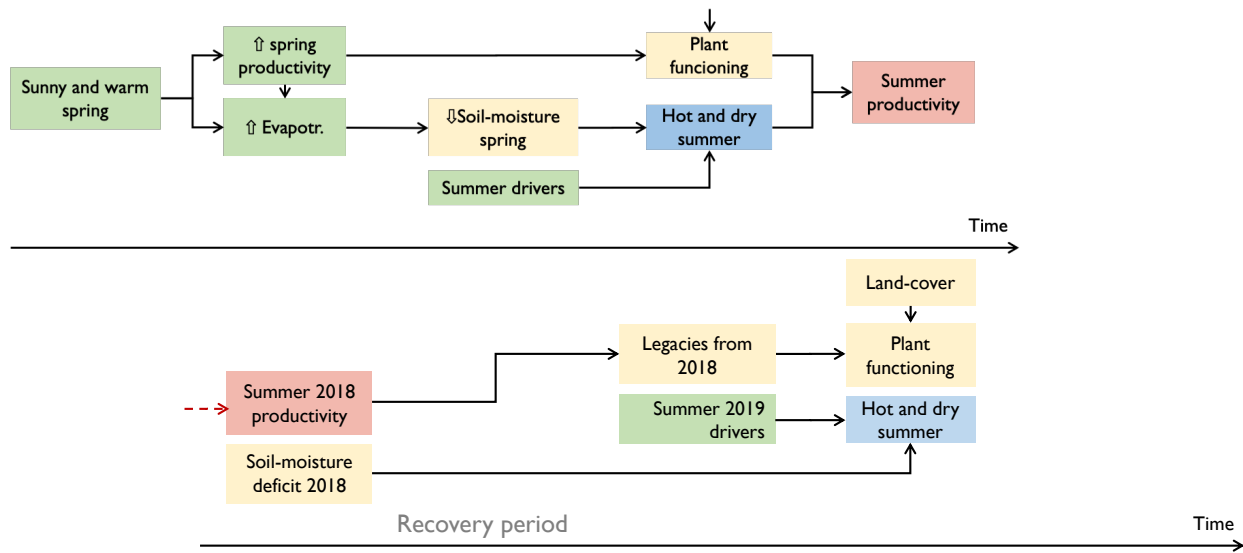 Sunny and warm
spring
⇧ spring
productivity
⇧ Evapotr.
⇩Soil-moisture
spring
Summer drivers
Plant
funcioning
Hot and dry
summer
Summer
productivity
Time
Land-cover
Legacies from
2018
Plant
functioning
Summer 2018
productivity
Summer 2019
drivers
Hot and dry
summer
Soil-moisture
deficit 2018
Recovery period
Time